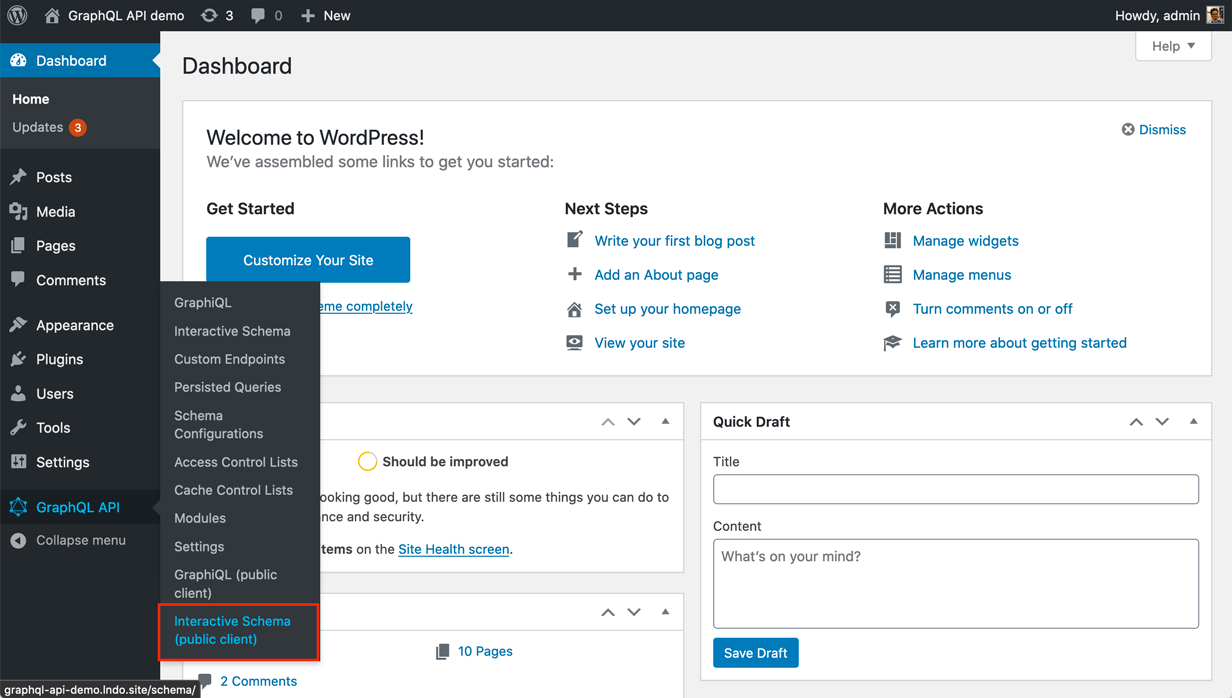 GraphQL API demo 3 0 New Howdy, admin
Help
Dashboard
Home
Updates 3
Posts
Media
Pages
Comments
Appearance
Plugins
Users
Tools
Settings
GraphQL API
Collapse menu
GraphiQL
Interactive Schema
Custom Endpoints
Persisted Queries
Schema
Configurations
Access Control Lists
Cache Control Lists
Modules
Settings
GraphiQL (public
client)
Interactive Schema
(public client)
graphql-api-demo.lndo.site/schema/
Dashboard
Welcome to WordPress!
We've assembled some links to get you started:
Dismiss
Get Started
Customize Your Site
eme completely
Next Steps
Write your first blog post
Add an About page
Set up your homepage
View your site
More Actions
Manage widgets
Manage menus
Turn comments on or off
Learn more about getting started
Should be improved
ooking good, but there are still some things you can do to
nce and security.
tems on the Site Health screen.
10 Pages
2 Comments
Quick Draft
Title
Content
What's on your mind?
Save Draft